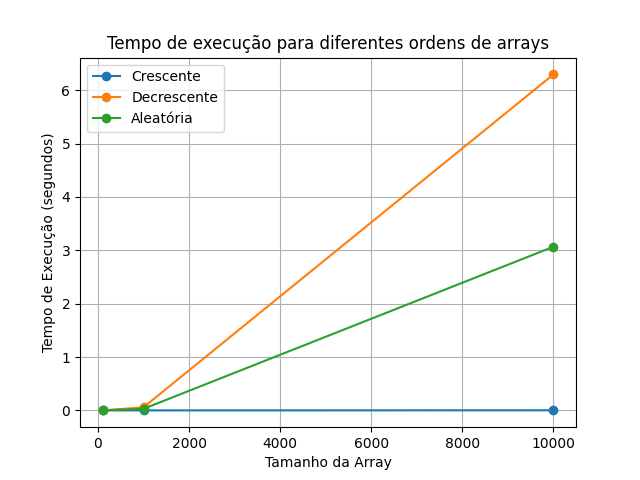 Tempo de execução para diferentes ordens de arrays
Crescente
Decrescente
Aleatória
Tempo de Execução (segundos)
6
5
4
3
2
1
0
0 2000 4000 6000 8000 10000
Tamanho da Array